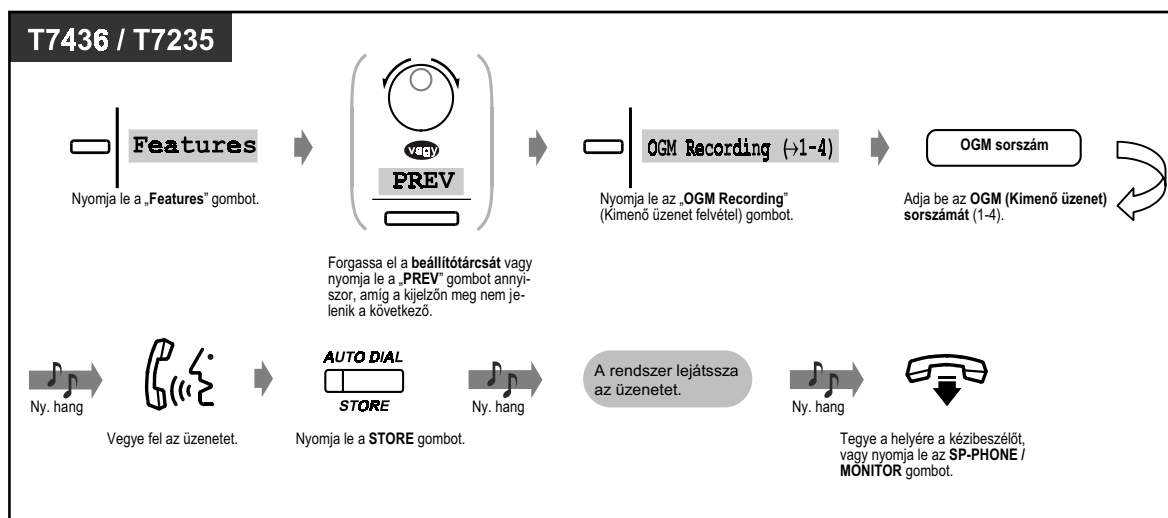 T7436 / T7235
Features
vagy
PREV
OGM Recording (→1-4)
OGM sorszám
Nyomja le a „Features” gombot.
Forgassa el a beállítótárcsát vagy
nyomja le a „PREV” gombot annyi-
szor, amíg a kijelzőn meg nem je-
lenik a következő.
Nyomja le az „OGM Recording”
(Kimenő üzenet felvétel) gombot.
Adja be az OGM (Kimenő üzenet)
sorszámát (1-4).
Ny. hang
Vegye fel az üzenetet.
AUTO DIAL
STORE
Nyomja le a STORE gombot.
Ny. hang
A rendszer lejátssza
az üzenetet.
Ny. hang
Tegye a helyére a kézibeszélőt,
vagy nyomja le az SP-PHONE /
MONITOR gombot.